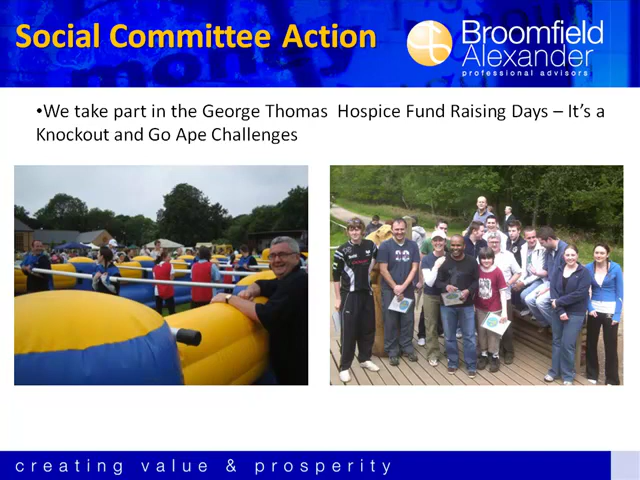 Social Committee Action
Broomfield
Alexander
professional advisors
•We take part in the George Thomas  Hospice Fund Raising Days – It's a
Knockout and Go Ape Challenges
creating value & prosperity